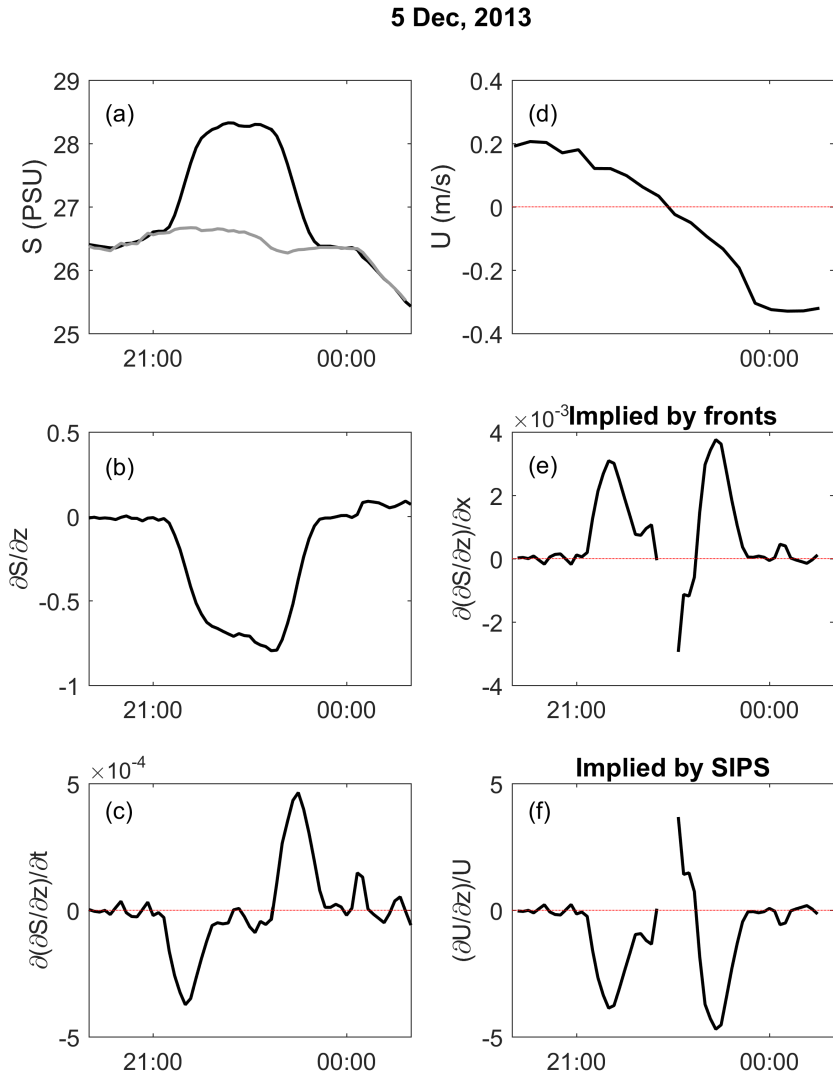 5 Dec, 2013
(a)
S (PSU)
29
28
27
26
25
21:00
00:00
(d)
U (m/s)
0.4
0.2
0
-0.2
-0.4
00:00
(b)
∂S/∂z
0.5
0
-0.5
-1
21:00
00:00
×10-3 Implied by fronts
(e)
∂(∂S/∂z)/∂x
4
2
0
-2
-4
21:00
00:00
×10-4
(c)
∂(∂S/∂z)/∂t
5
0
-5
21:00
00:00
Implied by SIPS
(f)
(∂U/∂z)/U
5
0
-5
21:00
00:00